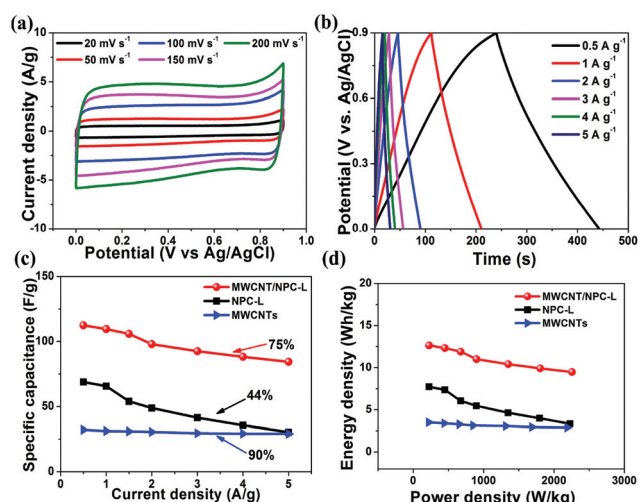 (a)
20 mV s⁻¹ 100 mV s⁻¹ 200 mV s⁻¹
50 mV s⁻¹ 150 mV s⁻¹
Current density (A/g)
10
5
0
-5
-10
0.0 0.2 0.4 0.6 0.8 1.0
Potential (V vs Ag/AgCl)
(b)
0.5 A g⁻¹
1 A g⁻¹
2 A g⁻¹
3 A g⁻¹
4 A g⁻¹
5 A g⁻¹
Potential (V vs. Ag/AgCl)
0.9
0.6
0.3
0.0
0 100 200 300 400 500
Time (s)
(c)
MWCNT/NPC-L
NPC-L
MWCNTs
75%
44%
90%
Specific capacitance (F/g)
150
100
50
0
0 1 2 3 4 5
Current density (A/g)
(d)
MWCNT/NPC-L
NPC-L
MWCNTs
Energy density (Wh/kg)
20
15
10
5
0
0 1000 2000 3000
Power density (W/kg)